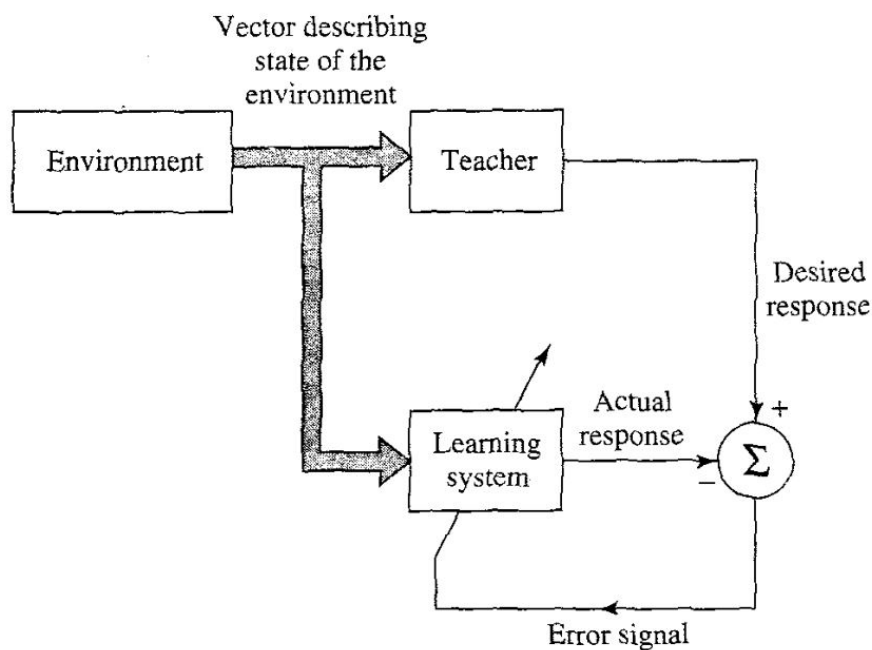 Vector describing
state of the
environment
Environment
Teacher
Desired
response
Learning
system
Actual
response
+
−
Σ
Error signal